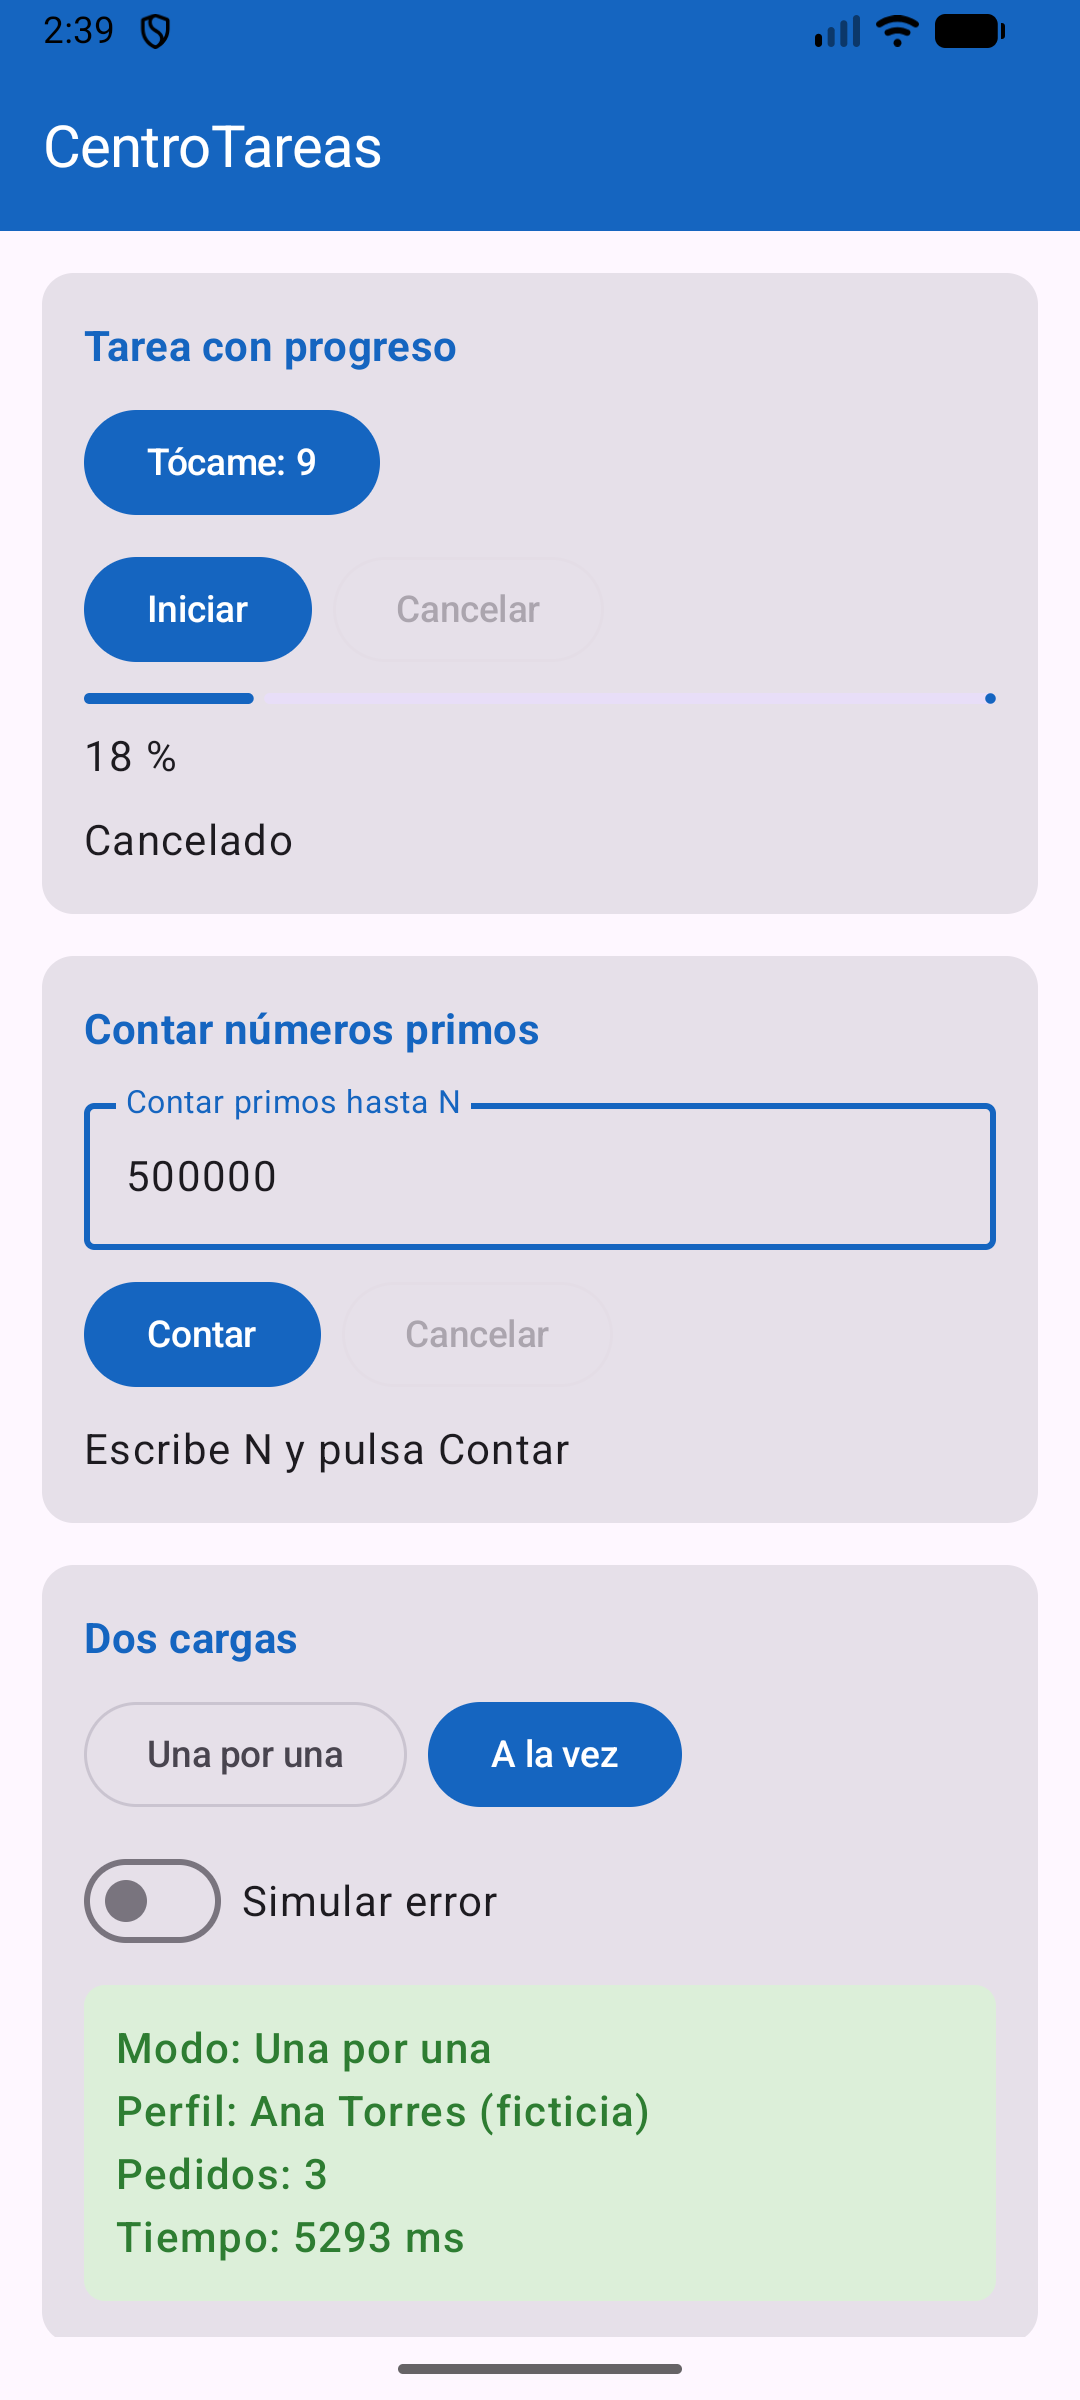 2:39
CentroTareas
Tarea con progreso
Tócame: 9
Iniciar
Cancelar
18 %
Cancelado
Contar números primos
Contar primos hasta N
500000
Contar
Cancelar
Escribe N y pulsa Contar
Dos cargas
Una por una
A la vez
Simular error
Modo: Una por una
Perfil: Ana Torres (ficticia)
Pedidos: 3
Tiempo: 5293 ms